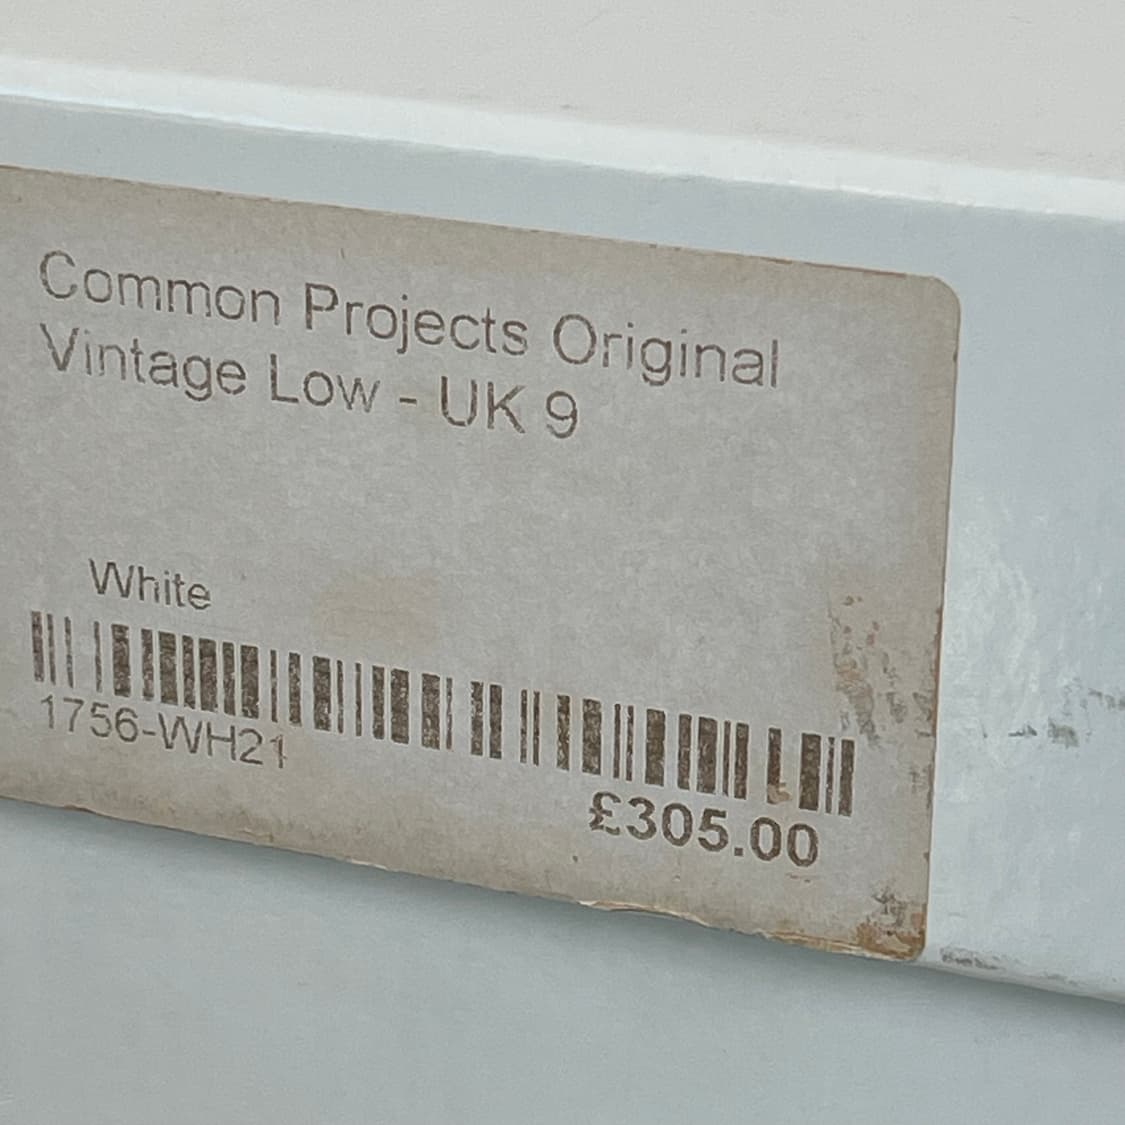 Common Projects Original
Vintage Low - UK 9
White
1756-WH21
£305.00